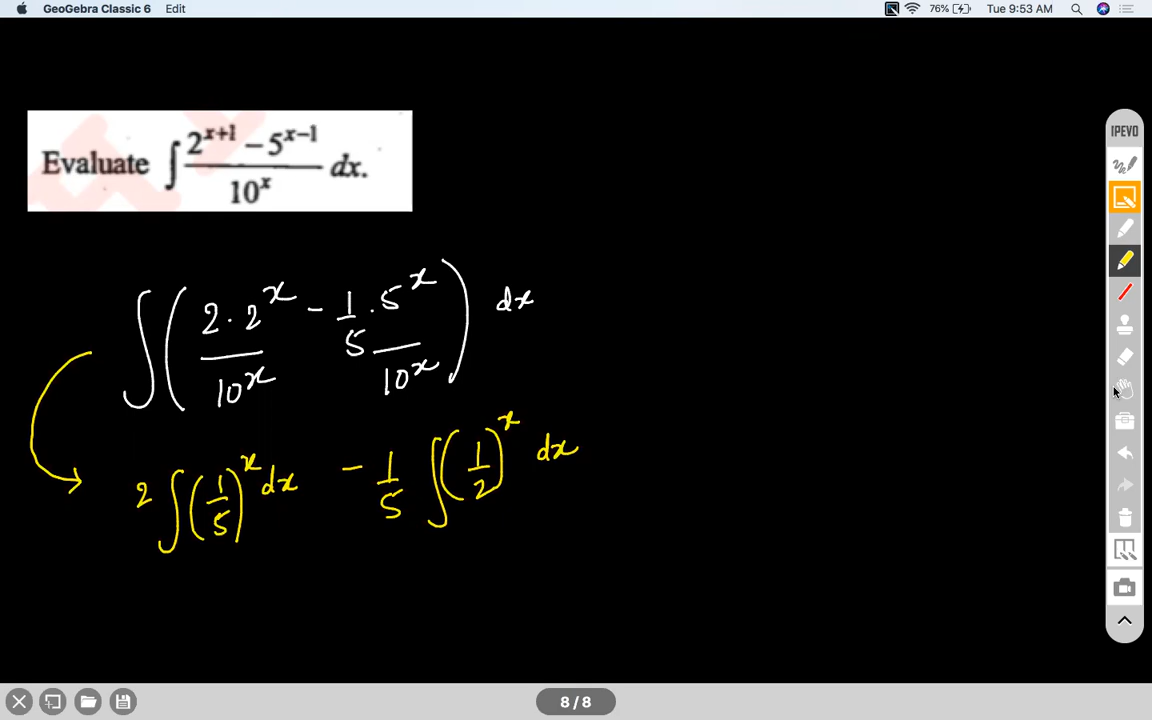 GeoGebra Classic 6 Edit 76% Tue 9:53 AM
IPEVO
Evaluate ∫ (2^{x+1} − 5^{x−1}) / 10^x dx.
∫ ( 2 · 2^x / 10^x − 1/5 · 5^x / 10^x ) dx
2 ∫ (1/5)^x dx − 1/5 ∫ (1/2)^x dx
8 / 8